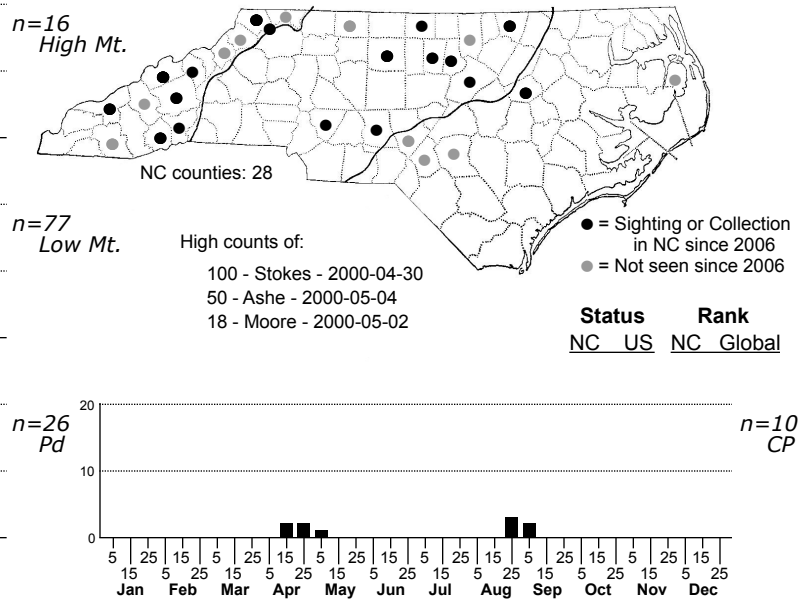 n=16
High Mt.
NC counties: 28
n=77
Low Mt.
High counts of:
100 - Stokes - 2000-04-30
50 - Ashe - 2000-05-04
18 - Moore - 2000-05-02
= Sighting or Collection
in NC since 2006
= Not seen since 2006
Status Rank
NC US NC Global
n=26
Pd
n=10
CP
20
10
0
5 25 15 5 25 15 5 25 15 5 25 15 5 25 15 5 25 15
15 5 25 15 5 25 15 5 25 15 5 25 15 5 25 15 5 25
Jan Feb Mar Apr May Jun Jul Aug Sep Oct Nov Dec